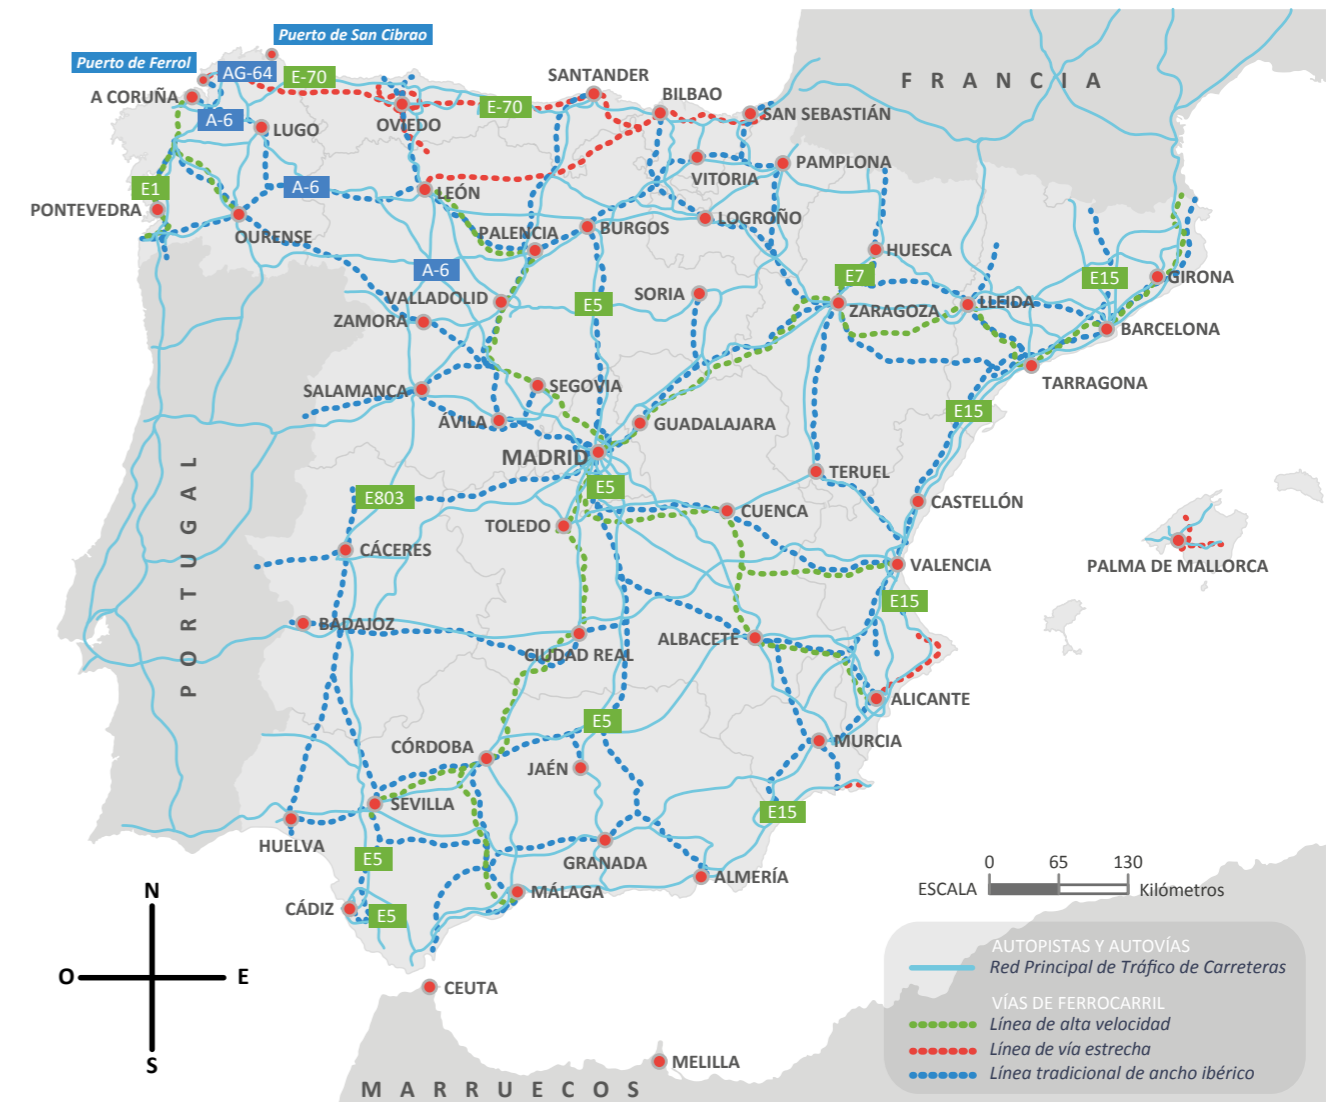 Puerto de San Cibrao
Puerto de Ferrol
AG-64
E-70
SANTANDER
A CORUÑA
BILBAO
FRANCIA
E-70
A-6
OVIEDO
SAN SEBASTIÁN
LUGO
PAMPLONA
VITORIA
E1
A-6
LEÓN
PONTEVEDRA
LOGROÑO
OURENSE
PALENCIA
BURGOS
HUESCA
A-6
E7
E15
GIRONA
VALLADOLID
E5
SORIA
ZARAGOZA
LLEIDA
ZAMORA
BARCELONA
SALAMANCA
SEGOVIA
TARRAGONA
ÁVILA
GUADALAJARA
E15
MADRID
PORTUGAL
TERUEL
E803
E5
CASTELLÓN
TOLEDO
CUENCA
CÁCERES
VALENCIA
PALMA DE MALLORCA
E15
BADAJOZ
ALBACETE
CIUDAD REAL
ALICANTE
E5
MURCIA
CÓRDOBA
JAÉN
SEVILLA
E15
HUELVA
E5
GRANADA
ALMERÍA
MÁLAGA
CÁDIZ
E5
0 65 130
ESCALA Kilómetros
N
O E
S
CEUTA
MELILLA
MARRUECOS
AUTOPISTAS Y AUTOVÍAS
Red Principal de Tráfico de Carreteras
VÍAS DE FERROCARRIL
Línea de alta velocidad
Línea de vía estrecha
Línea tradicional de ancho ibérico